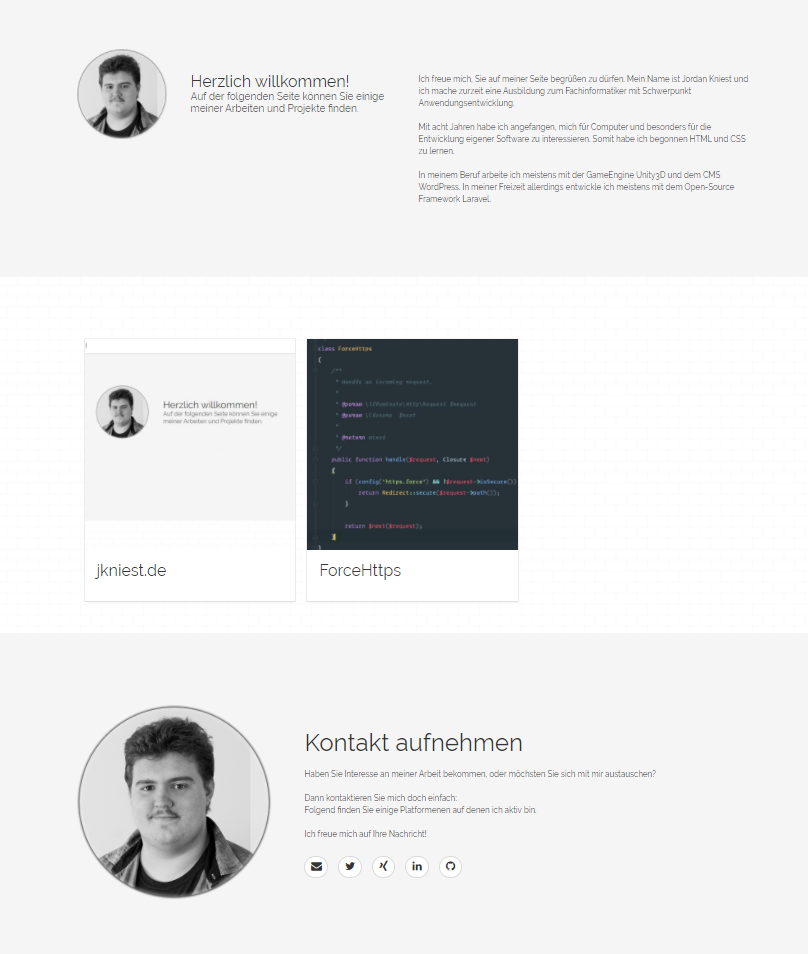 Herzlich willkommen!
Auf der folgenden Seite können Sie einige
meiner Arbeiten und Projekte finden.
Ich freue mich, Sie auf meiner Seite begrüßen zu dürfen. Mein Name ist Jordan Kniest und
ich mache zurzeit eine Ausbildung zum Fachinformatiker mit Schwerpunkt
Anwendungsentwicklung.
Mit acht Jahren habe ich angefangen, mich für Computer und besonders für die
Entwicklung eigener Software zu interessieren. Somit habe ich begonnen HTML und CSS
zu lernen.
In meinem Beruf arbeite ich meistens mit der GameEngine Unity3D und dem CMS
WordPress. In meiner Freizeit allerdings entwickle ich meistens mit dem Open-Source
Framework Laravel.
Herzlich willkommen!
Auf der folgenden Seite können Sie einige
meiner Arbeiten und Projekte finden.
jkniest.de
class ForceHttps
{
/**
* Handle an incoming request.
*
* @param \Illuminate\Http\Request $request
* @param \Closure $next
*
* @return mixed
*/
public function handle($request, Closure $next)
{
if (config('https.force') && !$request->isSecure())
return Redirect::secure($request->path());
}
return $next($request);
}
}
ForceHttps
Kontakt aufnehmen
Haben Sie Interesse an meiner Arbeit bekommen, oder möchten Sie sich mit mir austauschen?
Dann kontaktieren Sie mich doch einfach:
Folgend finden Sie einige Platformenen auf denen ich aktiv bin.
Ich freue mich auf Ihre Nachricht!